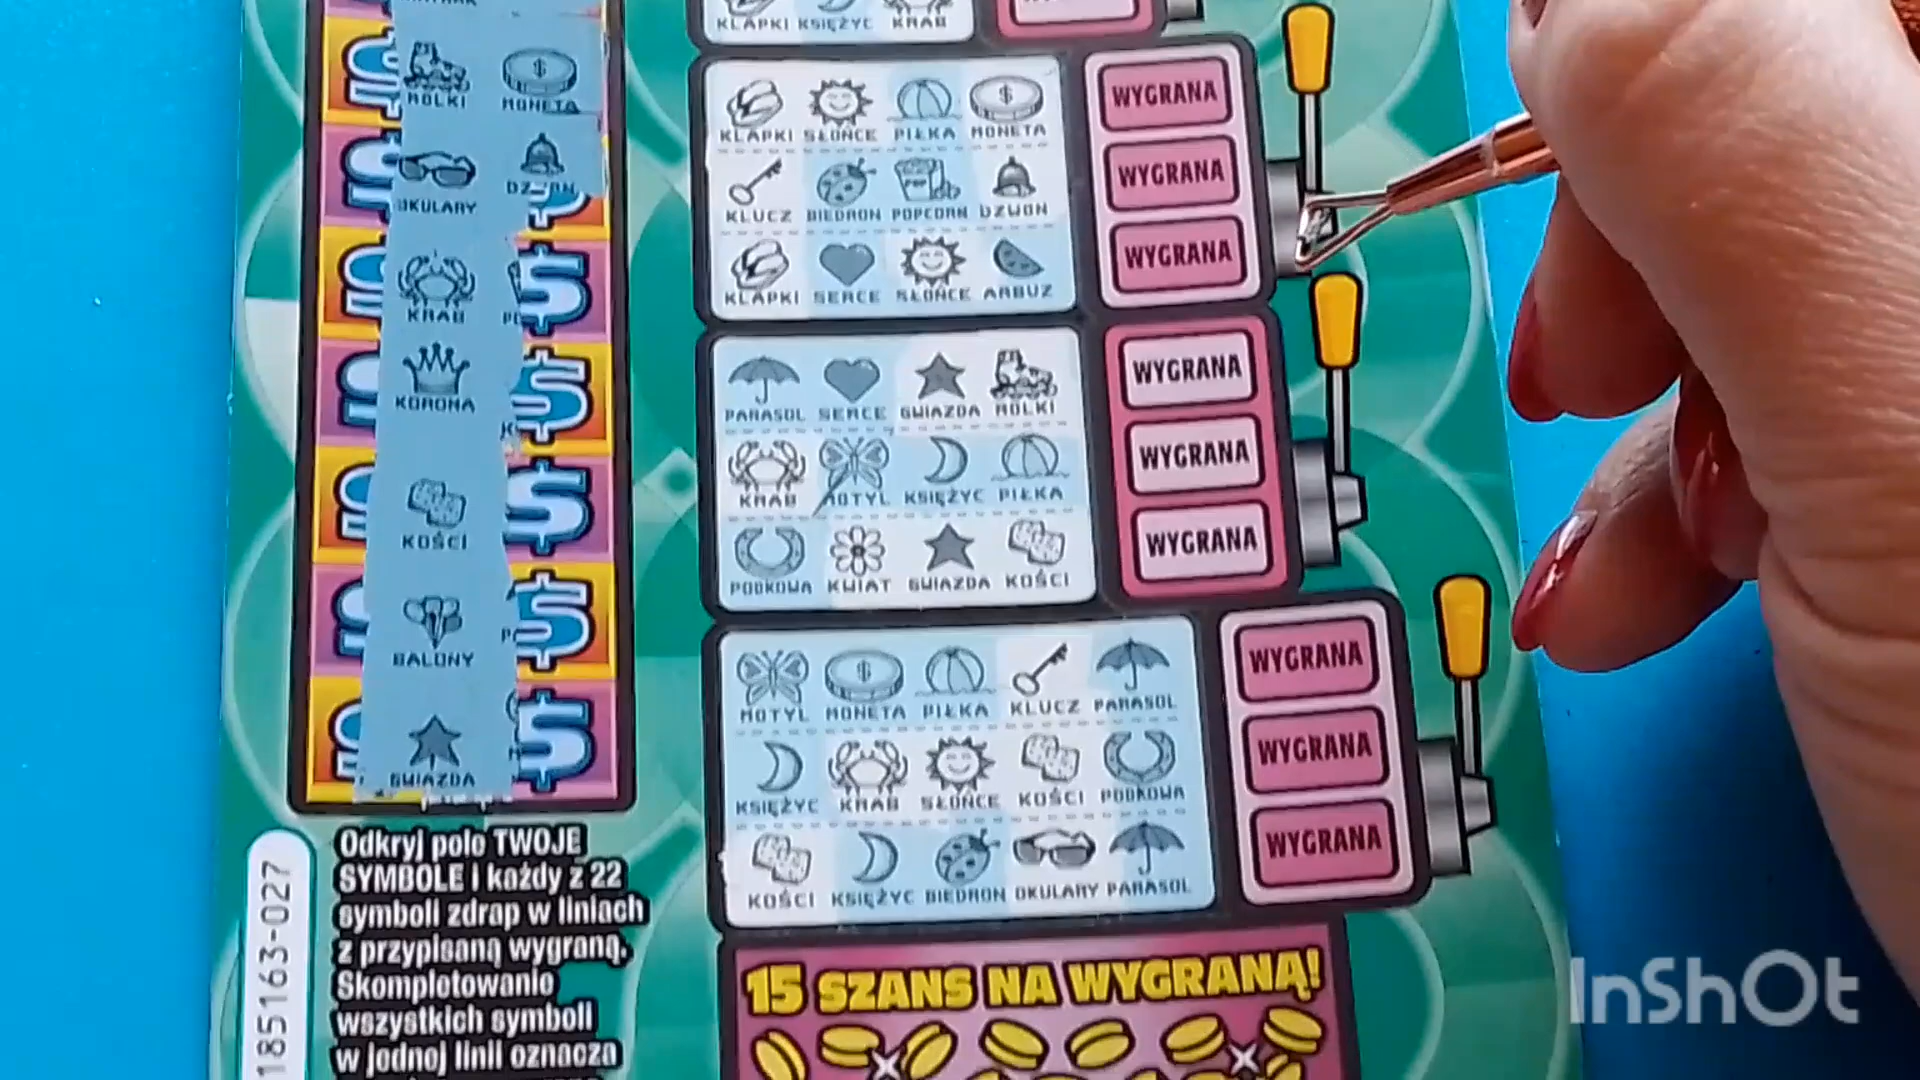 ROLKI MONETA
OKULARY
KRAB
KORONA
KOŚCI
BALONY
GWIAZDA
KLAPKI KSIĘŻYC KRAB
KLAPKI SŁOŃCE PIŁKA MONETA
KLUCZ BIEDRON POPCORN DZWON
KLAPKI SERCE SŁOŃCE ARBUZ
WYGRANA
WYGRANA
WYGRANA
PARASOL SERCE GWIAZDA ROLKI
KRAB MOTYL KSIĘŻYC PIŁKA
PODKOWA KWIAT GWIAZDA KOŚCI
WYGRANA
WYGRANA
WYGRANA
MOTYL MONETA PIŁKA KLUCZ PARASOL
KSIĘŻYC KRAB SŁOŃCE KOŚCI PODKOWA
KOŚCI KSIĘŻYC BIEDRON OKULARY PARASOL
WYGRANA
WYGRANA
WYGRANA
185163-027
Odkryj pole TWOJE
SYMBOLE i każdy z 22
symboli zdrap w liniach
z przypisaną wygraną.
Skompletowanie
wszystkich symboli
w jednej linii oznacza
15 SZANS NA WYGRANĄ!
InShOt